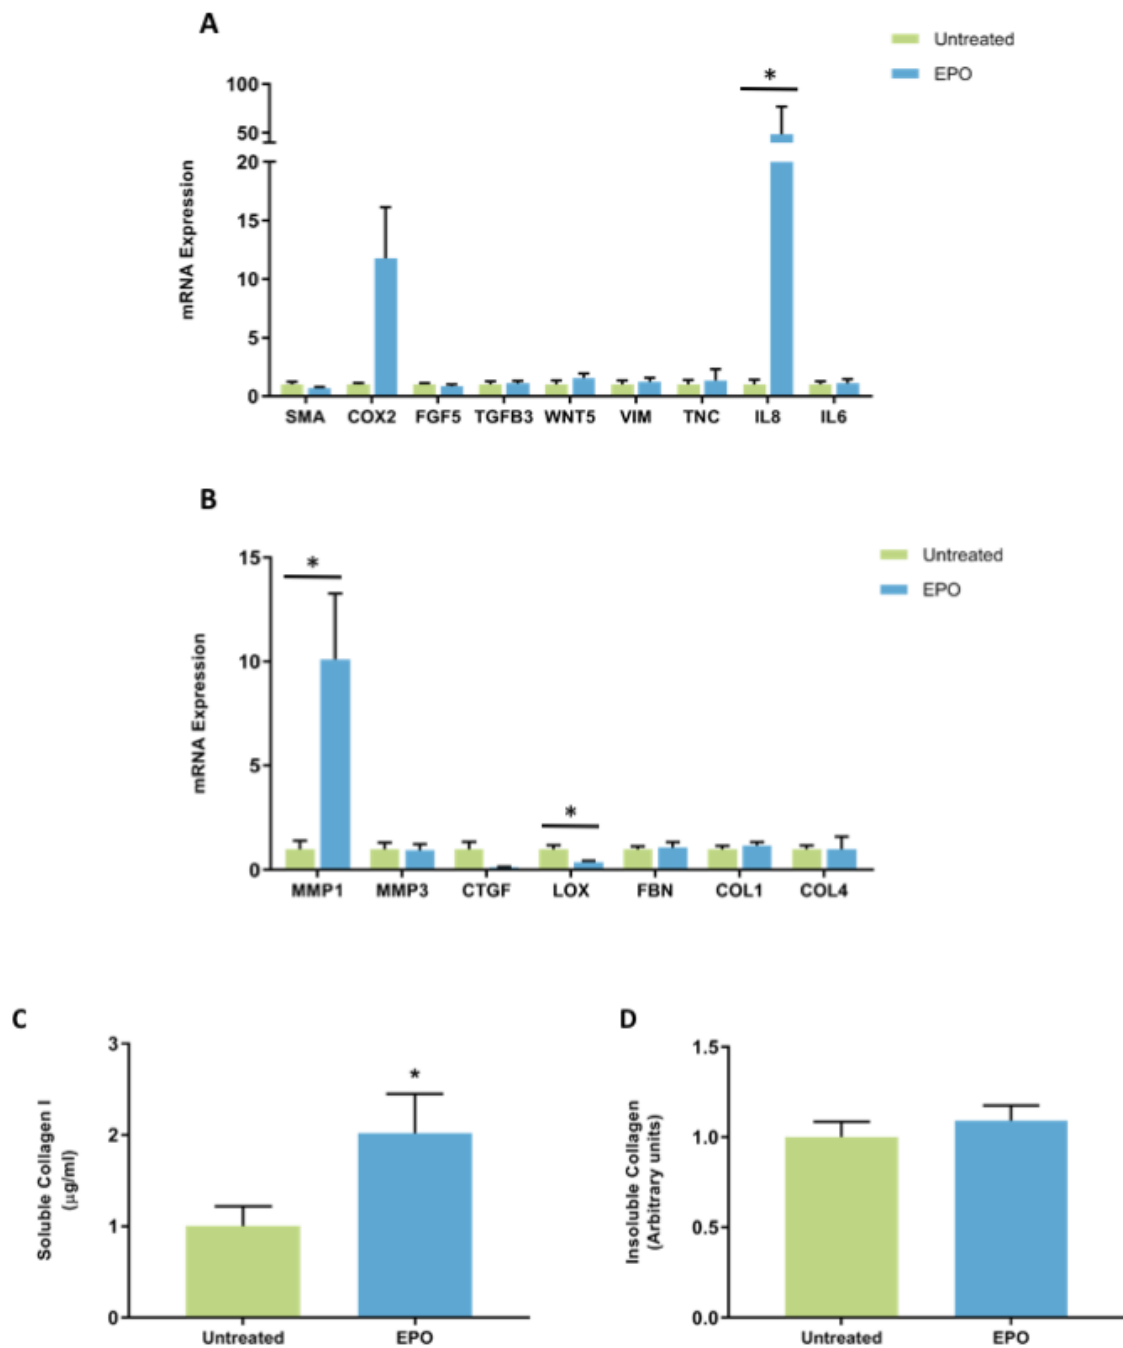 A
Untreated
EPO
*
100
50
20
15
10
5
0
mRNA Expression
SMA COX2 FGF5 TGFB3 WNT5 VIM TNC IL8 IL6
B
Untreated
EPO
*
*
15
10
5
0
mRNA Expression
MMP1 MMP3 CTGF LOX FBN COL1 COL4
C
3
2
1
0
Soluble Collagen I
(μg/ml)
*
Untreated EPO
D
1.5
1.0
0.5
0.0
Insoluble Collagen
(Arbitrary units)
Untreated EPO